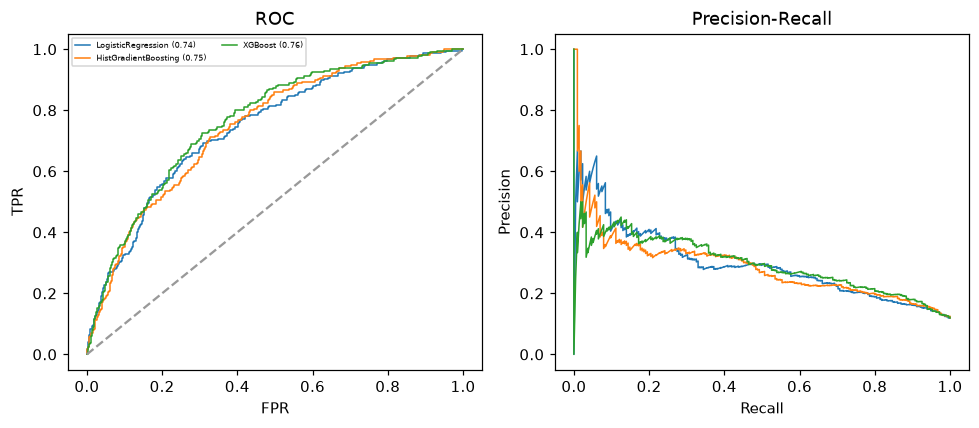 ROC
Precision-Recall
LogisticRegression (0.74)
HistGradientBoosting (0.75)
XGBoost (0.76)
TPR
1.0
0.8
0.6
0.4
0.2
0.0
0.0 0.2 0.4 0.6 0.8 1.0
FPR
Precision
1.0
0.8
0.6
0.4
0.2
0.0
0.0 0.2 0.4 0.6 0.8 1.0
Recall